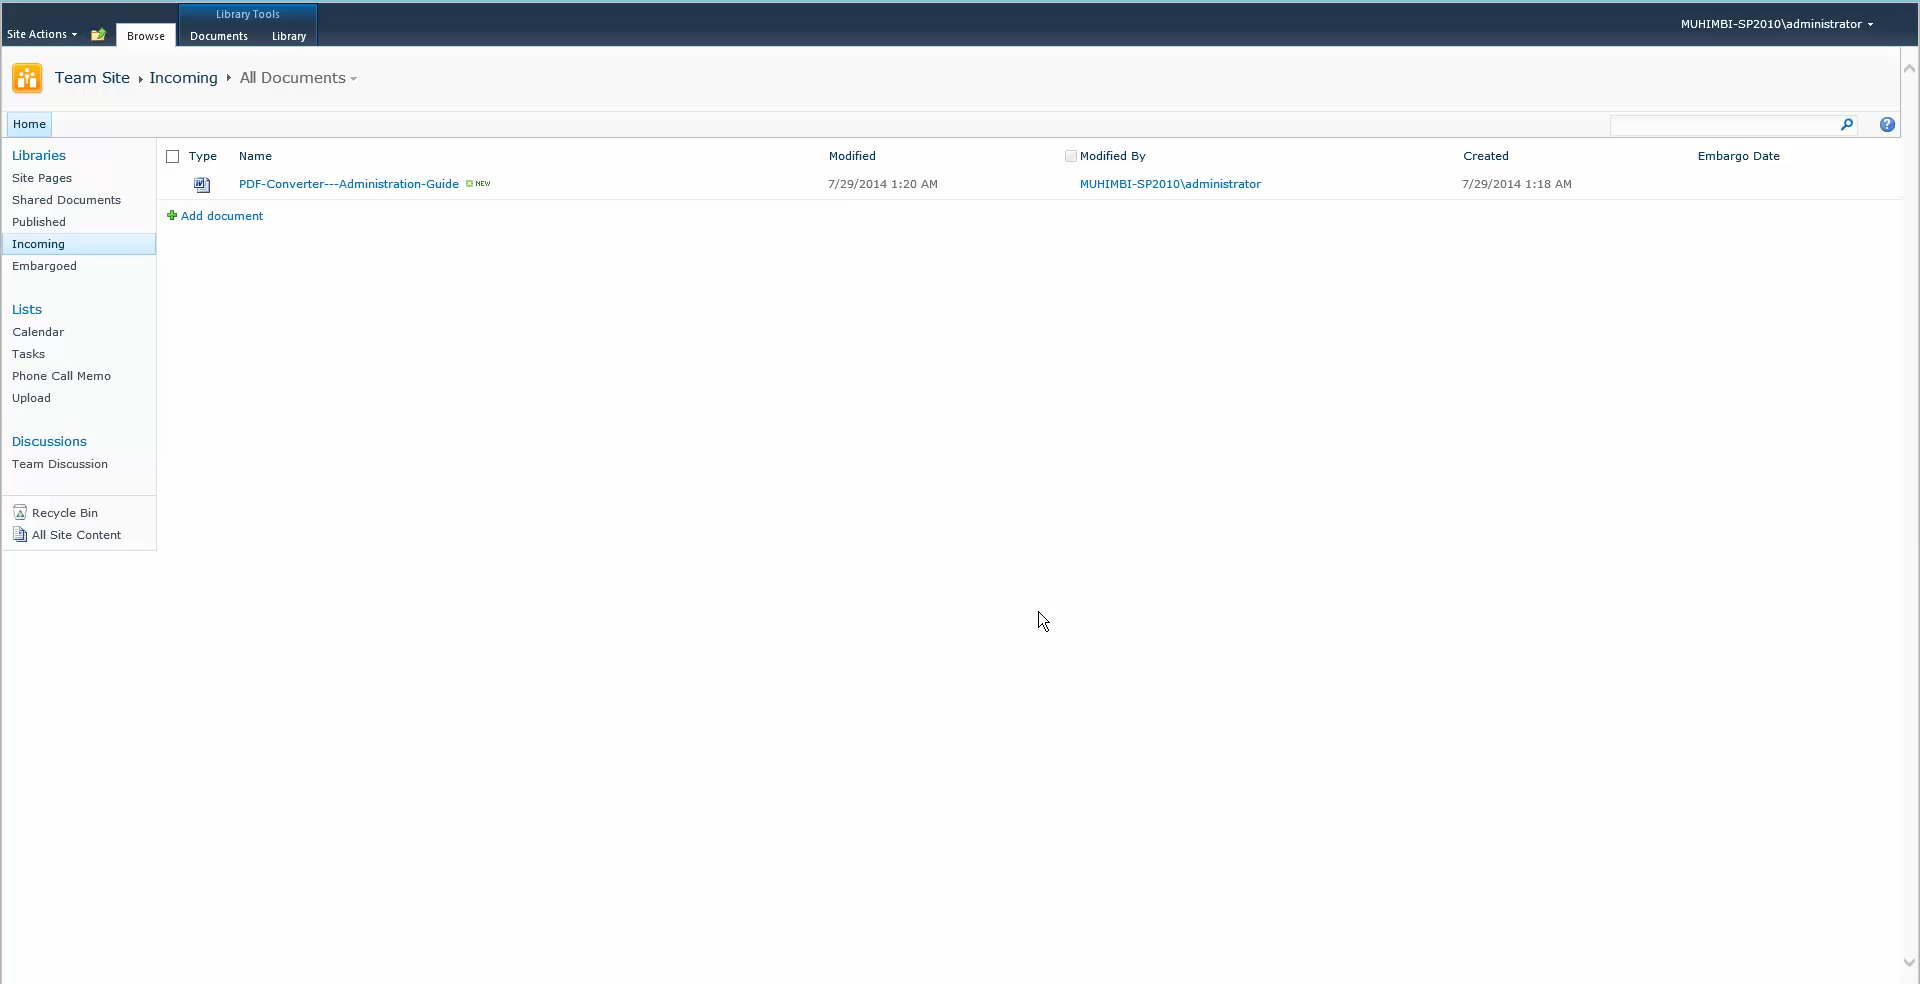 Library Tools
Site Actions Browse Documents Library MUHIMBI-SP2010\administrator
Team Site Incoming All Documents
Home
Libraries
Site Pages
Shared Documents
Published
Incoming
Embargoed
Lists
Calendar
Tasks
Phone Call Memo
Upload
Discussions
Team Discussion
Recycle Bin
All Site Content
Type Name Modified Modified By Created Embargo Date
PDF-Converter---Administration-Guide NEW 7/29/2014 1:20 AM MUHIMBI-SP2010\administrator 7/29/2014 1:18 AM
Add document